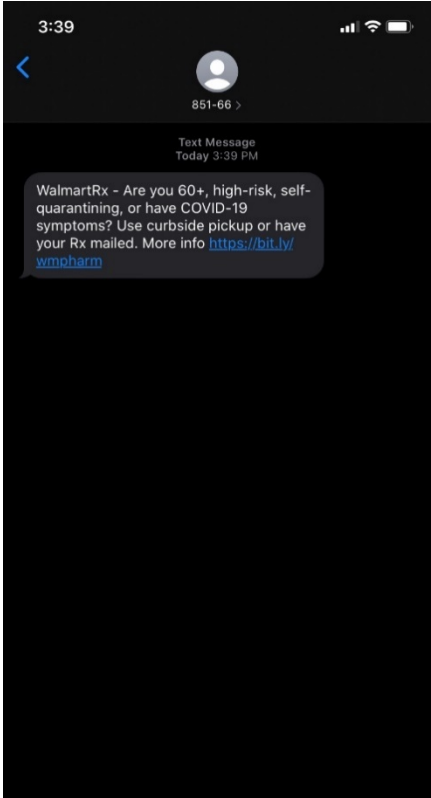 3:39
851-66 >
Text Message
Today 3:39 PM
WalmartRx - Are you 60+, high-risk, self-
quarantining, or have COVID-19
symptoms? Use curbside pickup or have
your Rx mailed. More info https://bit.ly/
wmpharm